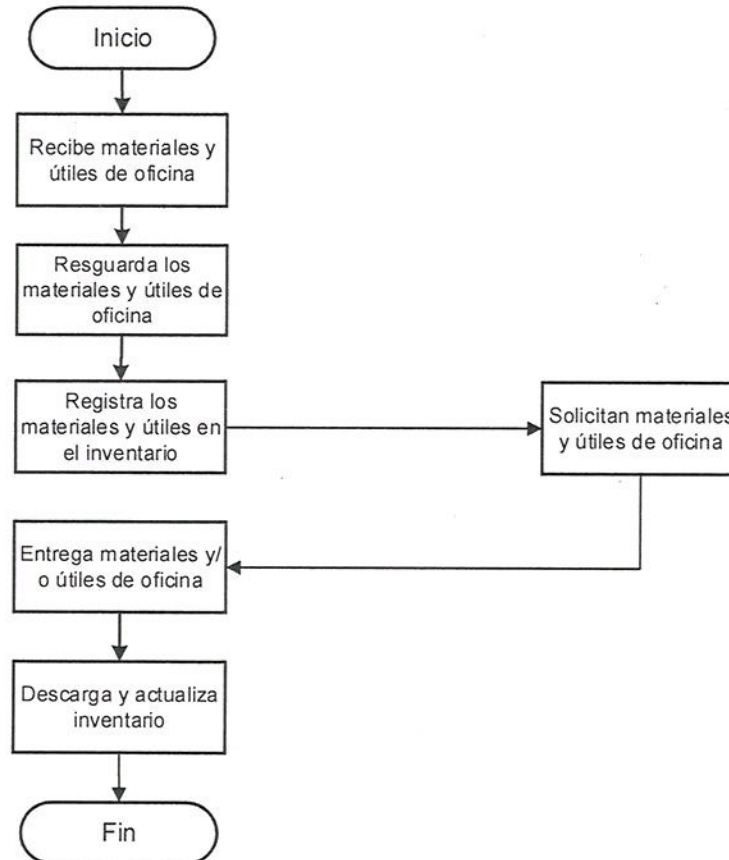 Inicio
Recibe materiales y
útiles de oficina
Resguarda los
materiales y útiles de
oficina
Registra los
materiales y útiles en
el inventario
Solicitan materiales
y útiles de oficina
Entrega materiales y/
o útiles de oficina
Descarga y actualiza
inventario
Fin